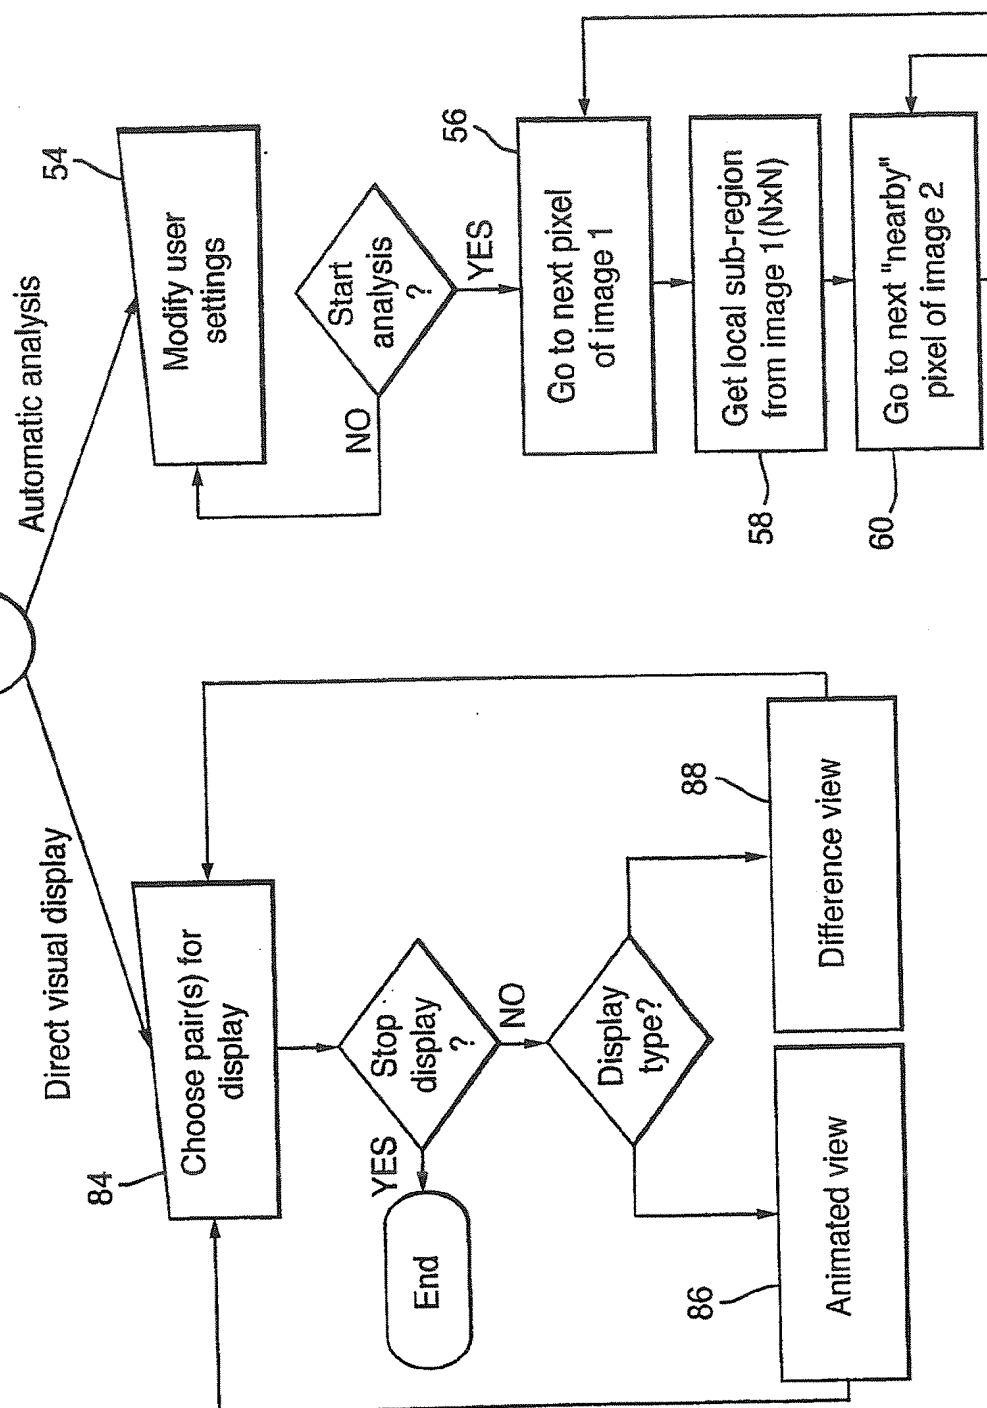 Direct visual display
Automatic analysis
84
Choose pair(s) for
display
Stop
display
?
YES
NO
End
Display
type?
86
Animated view
88
Difference view
54
Modify user
settings
Start
analysis
?
NO
YES
56
Go to next pixel
of image 1
58
Get local sub-region
from image 1(NxN)
60
Go to next "nearby"
pixel of image 2